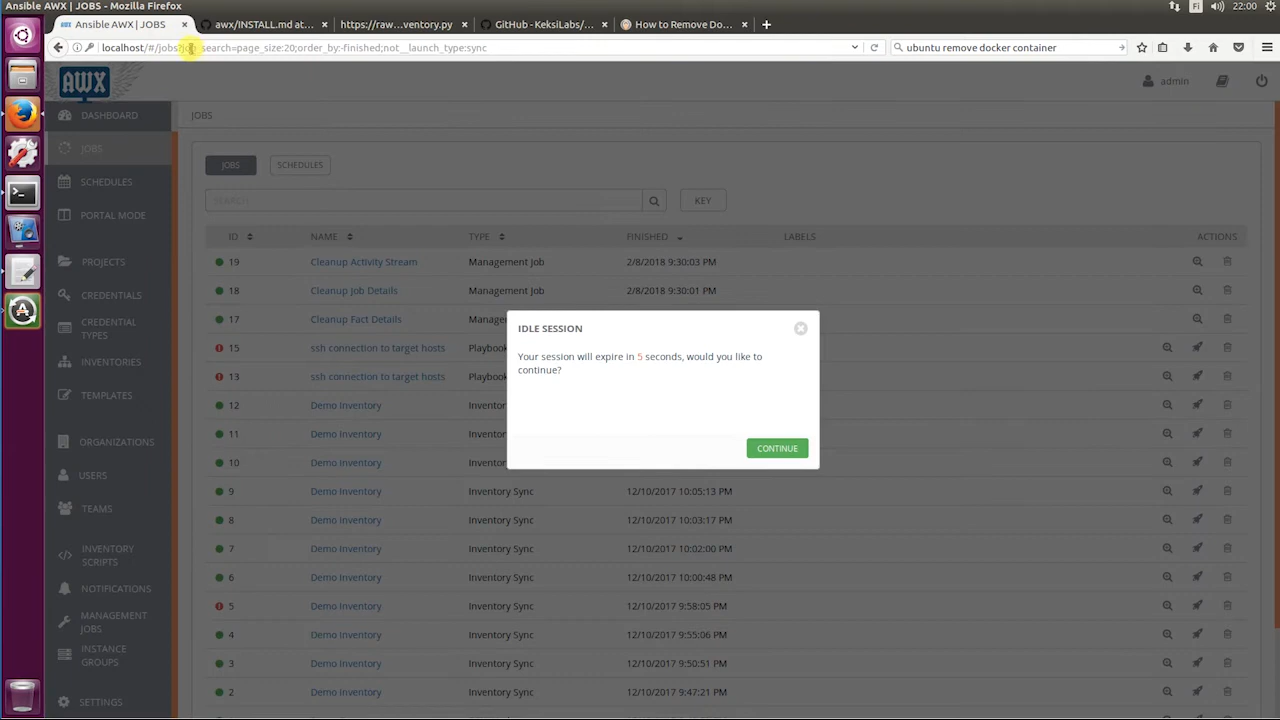 Ansible AWX | JOBS - Mozilla Firefox
Fi
22:00
Ansible AWX | JOBS
awx/INSTALL.md at...
https://raw...ventory.py
GitHub - KeksiLabs/...
How to Remove Do...
localhost/#/jobs?job_search=page_size:20;order_by:-finished;not__launch_type:sync
ubuntu remove docker container
AWX
admin
DASHBOARD
JOBS
SCHEDULES
PORTAL MODE
PROJECTS
CREDENTIALS
CREDENTIAL
TYPES
INVENTORIES
TEMPLATES
ORGANIZATIONS
USERS
TEAMS
INVENTORY
SCRIPTS
NOTIFICATIONS
MANAGEMENT
JOBS
INSTANCE
GROUPS
SETTINGS
JOBS
JOBS
SCHEDULES
SEARCH
KEY
ID NAME TYPE FINISHED LABELS ACTIONS
19 Cleanup Activity Stream Management Job 2/8/2018 9:30:03 PM
18 Cleanup Job Details Management Job 2/8/2018 9:30:01 PM
17 Cleanup Fact Details Manage
15 ssh connection to target hosts Playbook
13 ssh connection to target hosts Playbook
12 Demo Inventory Inventor
11 Demo Inventory Inventor
10 Demo Inventory Inventor
9 Demo Inventory Inventory Sync 12/10/2017 10:05:13 PM
8 Demo Inventory Inventory Sync 12/10/2017 10:03:17 PM
7 Demo Inventory Inventory Sync 12/10/2017 10:02:00 PM
6 Demo Inventory Inventory Sync 12/10/2017 10:00:48 PM
5 Demo Inventory Inventory Sync 12/10/2017 9:58:05 PM
4 Demo Inventory Inventory Sync 12/10/2017 9:55:06 PM
3 Demo Inventory Inventory Sync 12/10/2017 9:50:51 PM
2 Demo Inventory Inventory Sync 12/10/2017 9:47:21 PM
IDLE SESSION
Your session will expire in 5 seconds, would you like to
continue?
CONTINUE